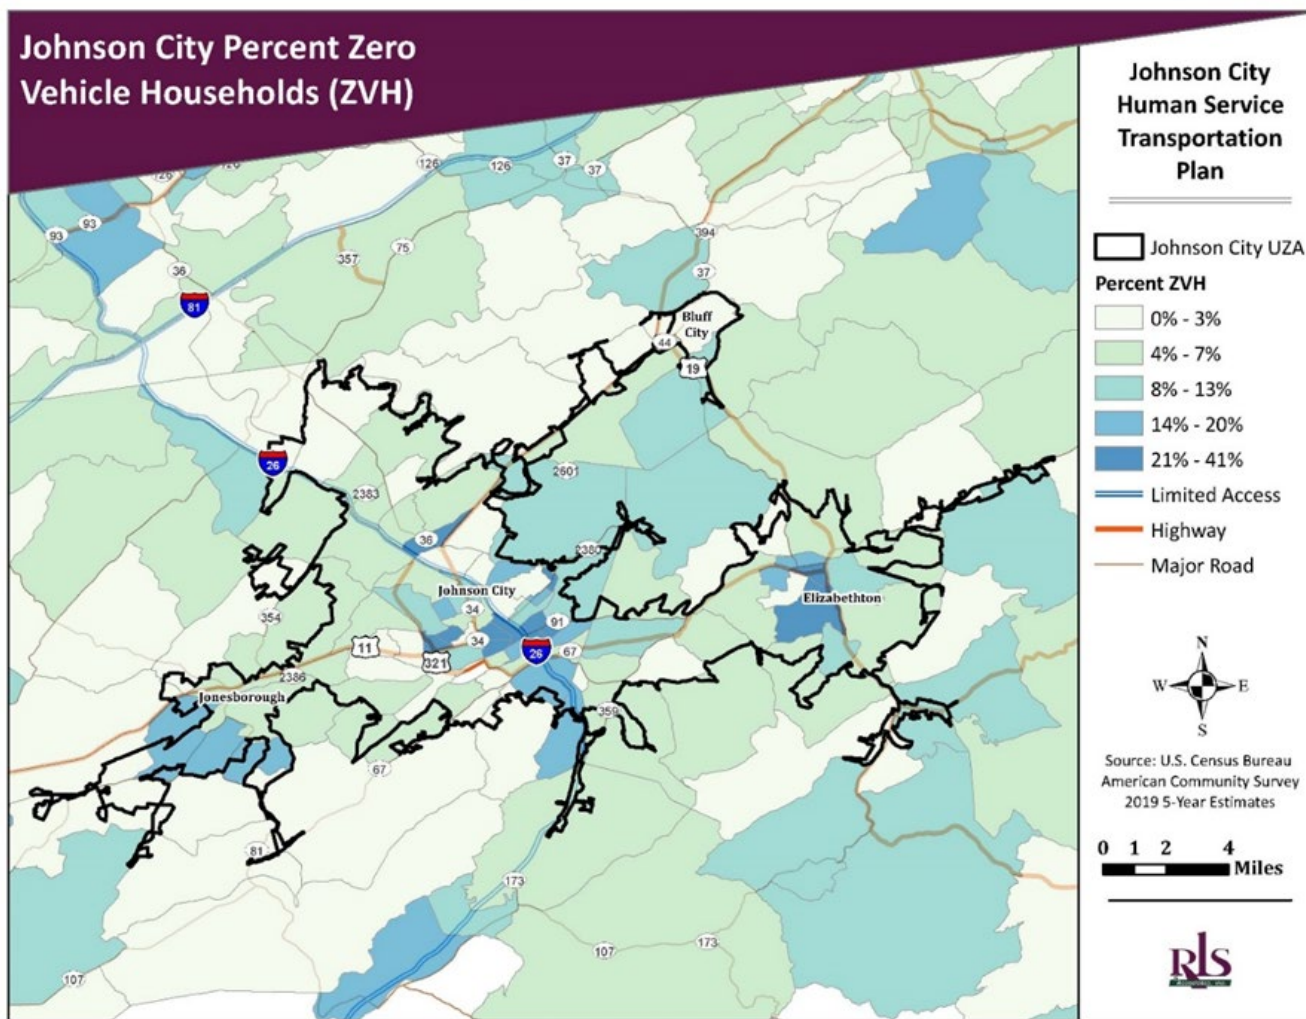 Johnson City Percent Zero
Vehicle Households (ZVH)
Johnson City
Human Service
Transportation
Plan
Johnson City UZA
Percent ZVH
0% - 3%
4% - 7%
8% - 13%
14% - 20%
21% - 41%
Limited Access
Highway
Major Road
N
W
E
S
Source: U.S. Census Bureau
American Community Survey
2019 5-Year Estimates
0 1 2 4
Miles
RLS
126
126
37
37
93
93
394
75
357
36
37
81
Bluff
City
44
19
26
2601
2383
36
2380
Johnson City
Elizabethton
34
91
354
34
11
321
26
67
2386
Jonesborough
359
67
81
173
107
173
107